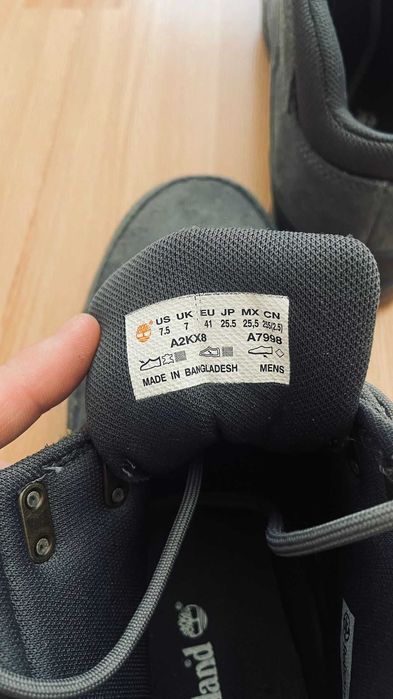 US UK EU JP MX CN
7.5 7 41 25.5 25,5 255(2.5)
A2KX8 A7998
MADE IN BANGLADESH MENS
land